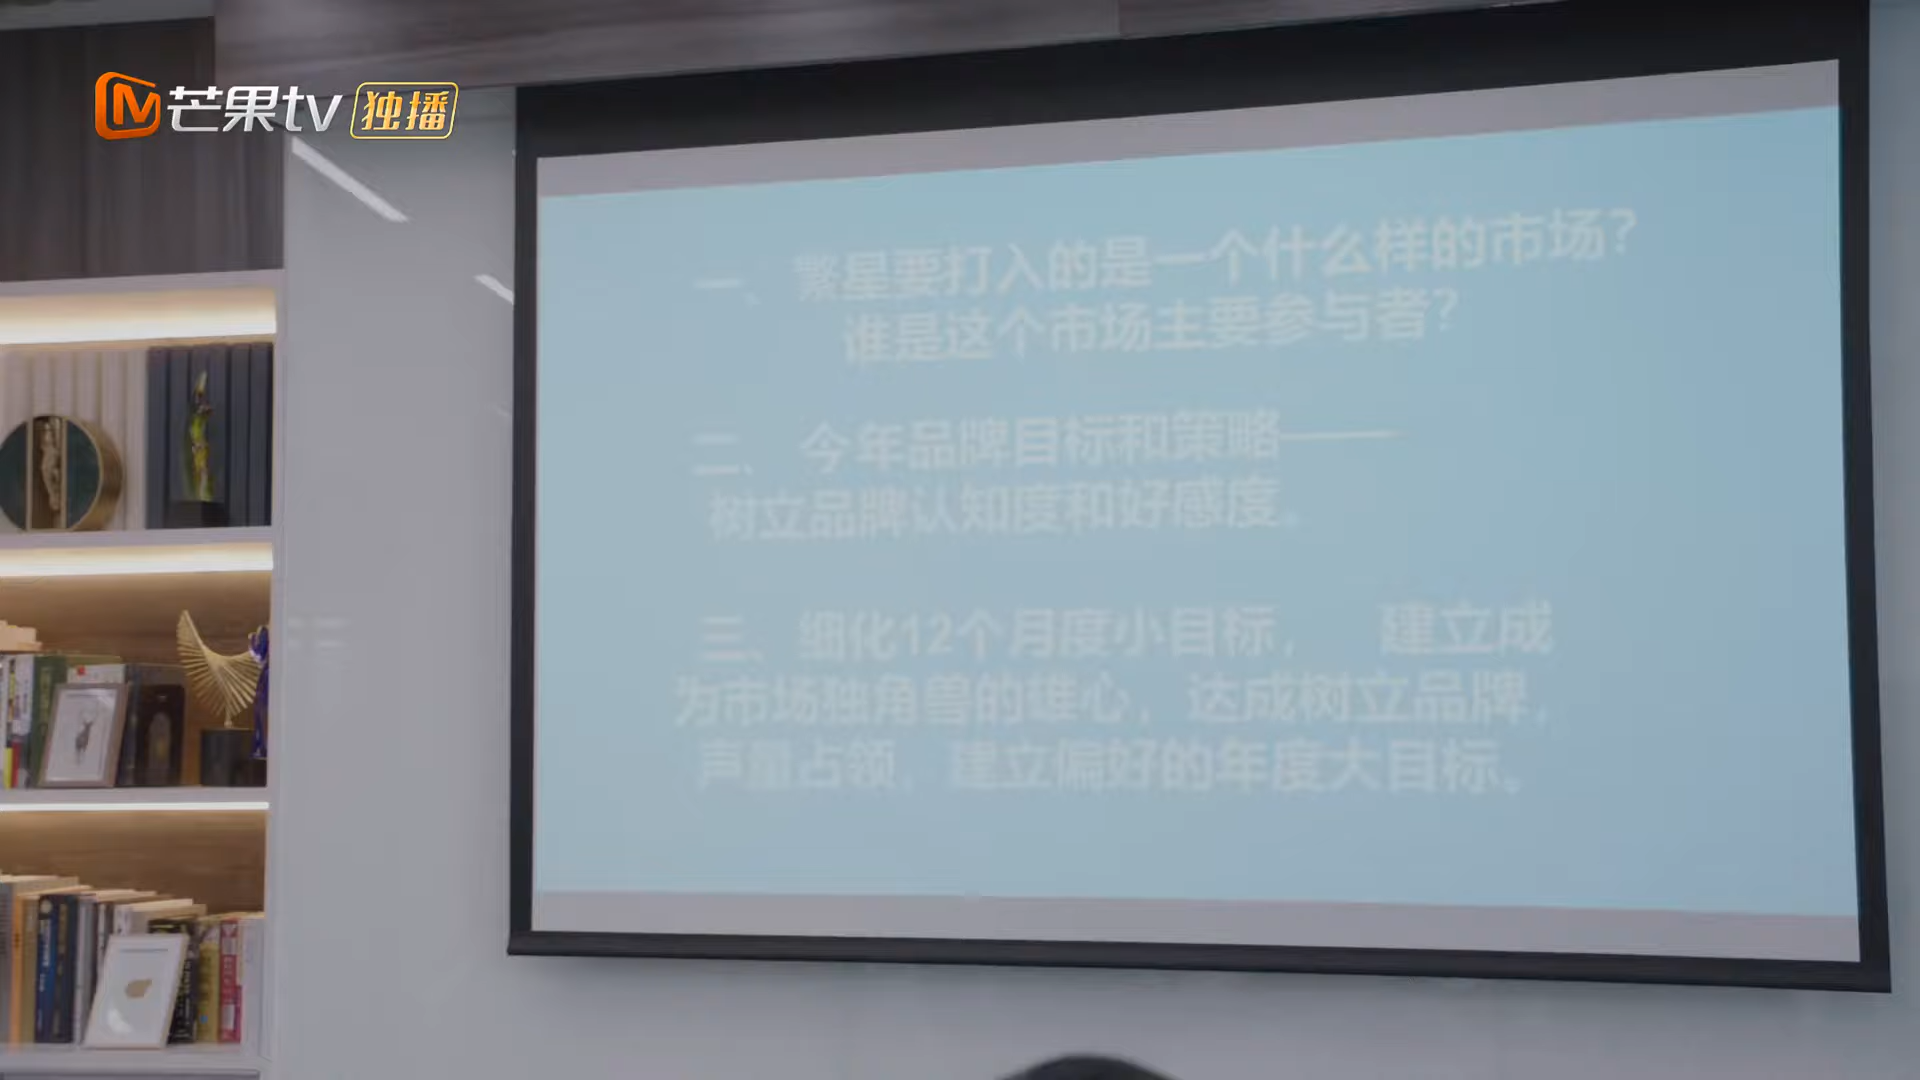 芒果tv 独播
一、繁星要打入的是一个什么样的市场？
谁是这个市场主要参与者？
二、今年品牌目标和策略——
树立品牌认知度和好感度。
三、细化12个月度小目标， 建立成
为市场独角兽的雄心，达成树立品牌，
声量占领，建立偏好的年度大目标。